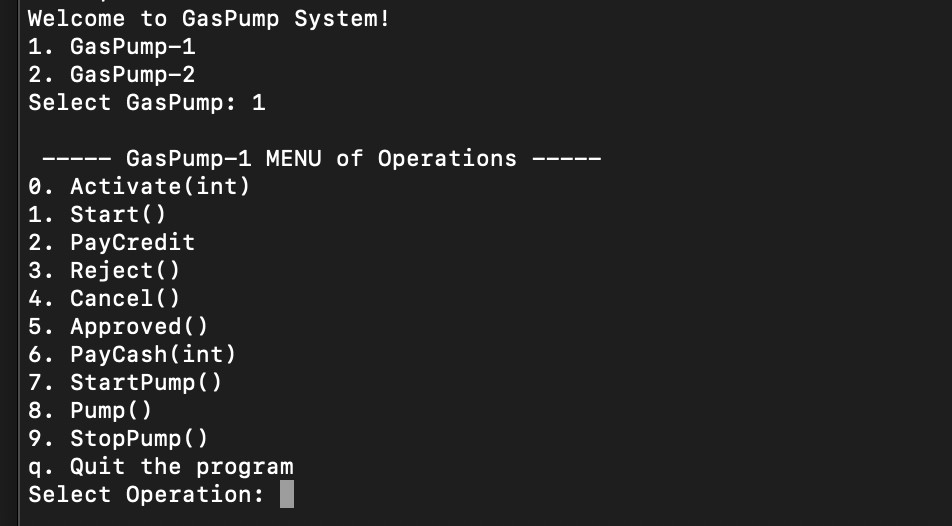 Welcome to GasPump System!
1. GasPump-1
2. GasPump-2
Select GasPump: 1
----- GasPump-1 MENU of Operations -----
0. Activate(int)
1. Start()
2. PayCredit
3. Reject()
4. Cancel()
5. Approved()
6. PayCash(int)
7. StartPump()
8. Pump()
9. StopPump()
q. Quit the program
Select Operation: